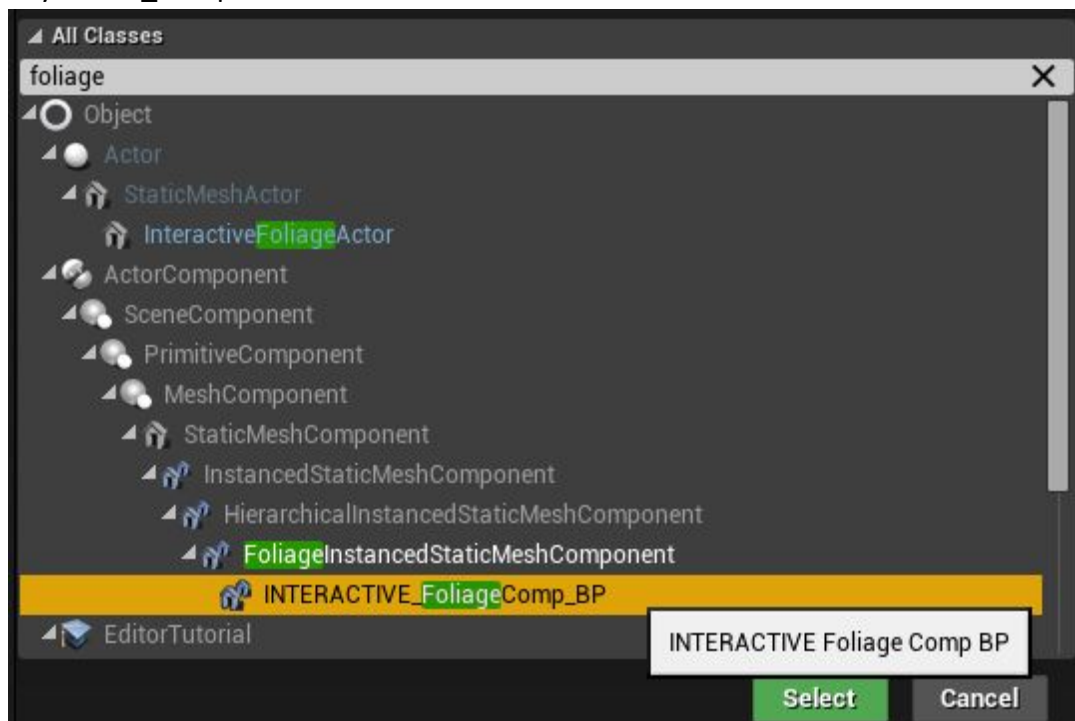 All Classes
foliage
Object
Actor
StaticMeshActor
InteractiveFoliageActor
ActorComponent
SceneComponent
PrimitiveComponent
MeshComponent
StaticMeshComponent
InstancedStaticMeshComponent
HierarchicalInstancedStaticMeshComponent
FoliageInstancedStaticMeshComponent
INTERACTIVE_FoliageComp_BP
EditorTutorial
INTERACTIVE Foliage Comp BP
Select Cancel